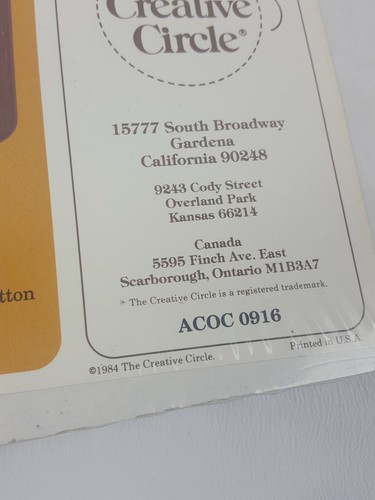 Creative
Circle®
15777 South Broadway
Gardena
California 90248
9243 Cody Street
Overland Park
Kansas 66214
Canada
5595 Finch Ave. East
Scarborough, Ontario M1B3A7
The Creative Circle is a registered trademark.
ACOC 0916
tton
©1984 The Creative Circle.
Printed in U.S.A